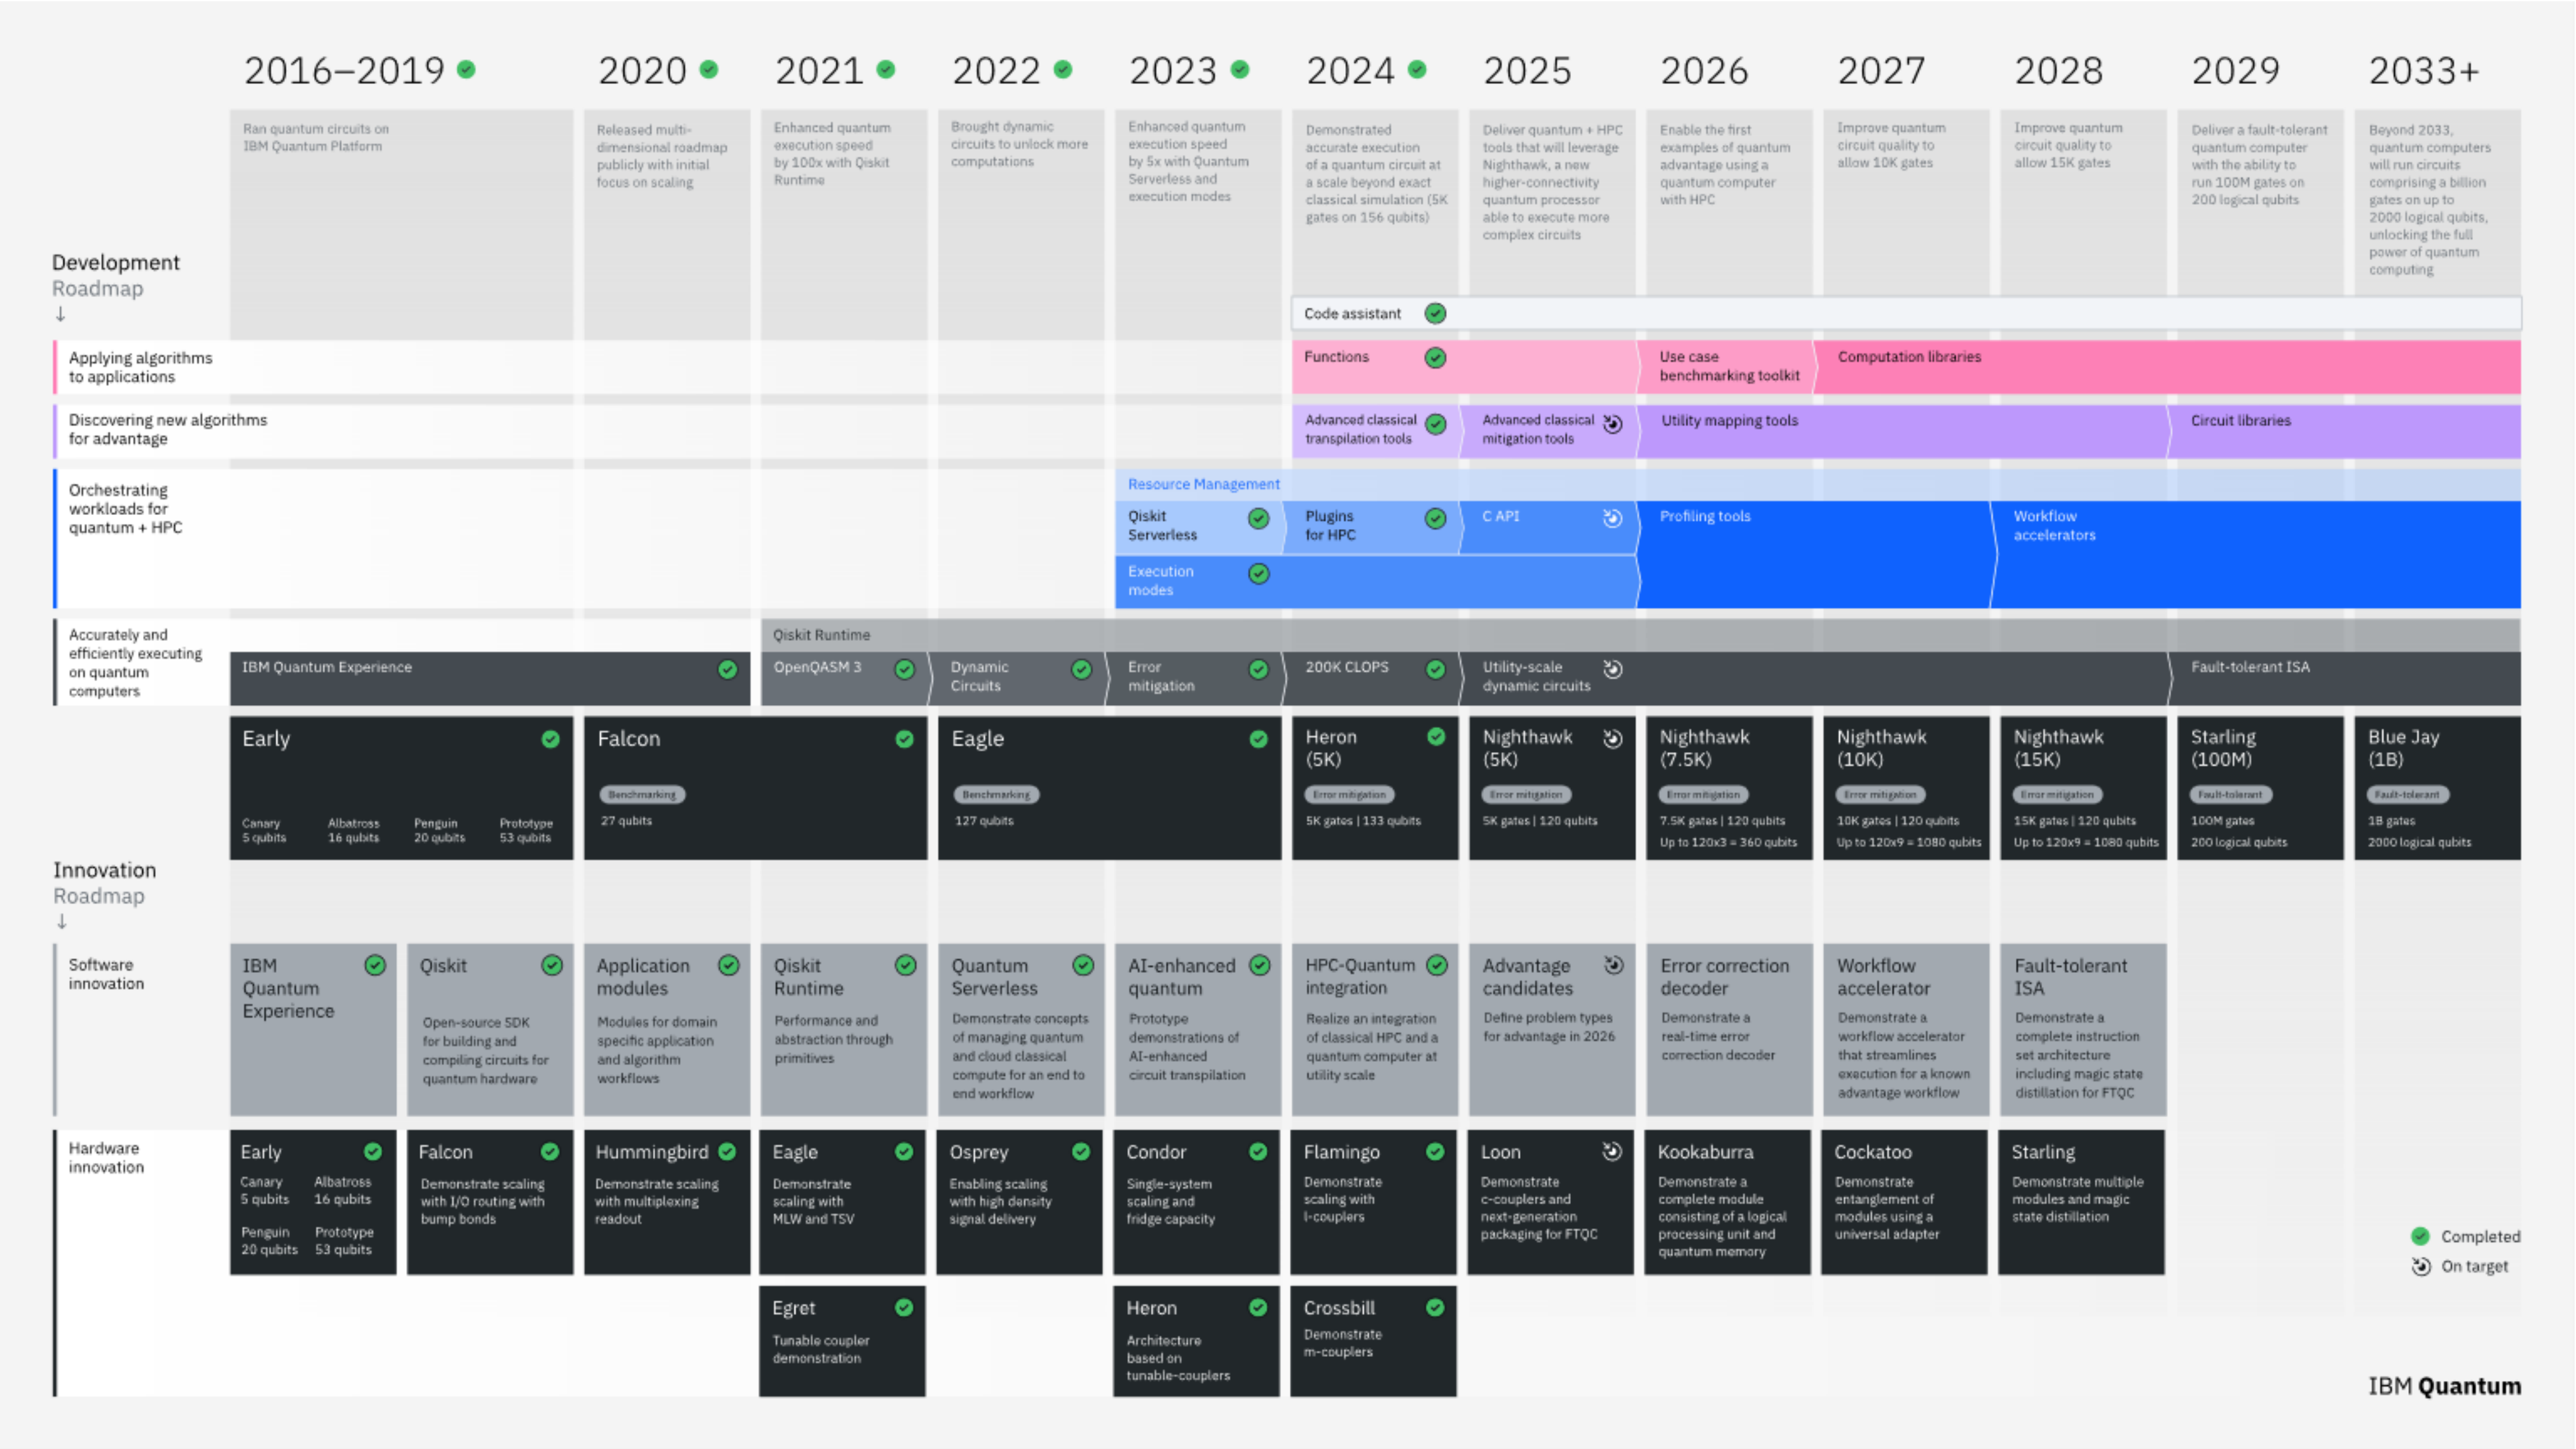 2016–2019
2020
2021
2022
2023
2024
2025
2026
2027
2028
2029
2033+
Ran quantum circuits on
IBM Quantum Platform
Released multi-
dimensional roadmap
publicly with initial
focus on scaling
Enhanced quantum
execution speed
by 100x with Qiskit
Runtime
Brought dynamic
circuits to unlock more
computations
Enhanced quantum
execution speed
by 5x with Quantum
Serverless and
execution modes
Demonstrated
accurate execution
of a quantum circuit at
a scale beyond exact
classical simulation (5K
gates on 156 qubits)
Deliver quantum + HPC
tools that will leverage
Nighthawk, a new
higher-connectivity
quantum processor
able to execute more
complex circuits
Enable the first
examples of quantum
advantage using a
quantum computer
with HPC
Improve quantum
circuit quality to
allow 10K gates
Improve quantum
circuit quality to
allow 15K gates
Deliver a fault-tolerant
quantum computer
with the ability to
run 100M gates on
200 logical qubits
Beyond 2033,
quantum computers
will run circuits
comprising a billion
gates on up to
2000 logical qubits,
unlocking the full
power of quantum
computing
Development
Roadmap
↓
Code assistant
Applying algorithms
to applications
Functions
Use case
benchmarking toolkit
Computation libraries
Discovering new algorithms
for advantage
Advanced classical
transpilation tools
Advanced classical
mitigation tools
Utility mapping tools
Circuit libraries
Orchestrating
workloads for
quantum + HPC
Resource Management
Qiskit
Serverless
Plugins
for HPC
C API
Profiling tools
Workflow
accelerators
Execution
modes
Accurately and
efficiently executing
on quantum
computers
Qiskit Runtime
IBM Quantum Experience
OpenQASM 3
Dynamic
Circuits
Error
mitigation
200K CLOPS
Utility-scale
dynamic circuits
Fault-tolerant ISA
Early
Canary
5 qubits
Albatross
16 qubits
Penguin
20 qubits
Prototype
53 qubits
Falcon
Benchmarking
27 qubits
Eagle
Benchmarking
127 qubits
Heron
(5K)
Error mitigation
5K gates | 133 qubits
Nighthawk
(5K)
Error mitigation
5K gates | 120 qubits
Nighthawk
(7.5K)
Error mitigation
7.5K gates | 120 qubits
Up to 120x3 = 360 qubits
Nighthawk
(10K)
Error mitigation
10K gates | 120 qubits
Up to 120x9 = 1080 qubits
Nighthawk
(15K)
Error mitigation
15K gates | 120 qubits
Up to 120x9 = 1080 qubits
Starling
(100M)
Fault-tolerant
100M gates
200 logical qubits
Blue Jay
(1B)
Fault-tolerant
1B gates
2000 logical qubits
Innovation
Roadmap
↓
Software
innovation
IBM
Quantum
Experience
Qiskit
Open-source SDK
for building and
compiling circuits for
quantum hardware
Application
modules
Modules for domain
specific application
and algorithm
workflows
Qiskit
Runtime
Performance and
abstraction through
primitives
Quantum
Serverless
Demonstrate concepts
of managing quantum
and cloud classical
compute for an end to
end workflow
AI-enhanced
quantum
Prototype
demonstrations of
AI-enhanced
circuit transpilation
HPC-Quantum
integration
Realize an integration
of classical HPC and a
quantum computer at
utility scale
Advantage
candidates
Define problem types
for advantage in 2026
Error correction
decoder
Demonstrate a
real-time error
correction decoder
Workflow
accelerator
Demonstrate a
workflow accelerator
that streamlines
execution for a known
advantage workflow
Fault-tolerant
ISA
Demonstrate a
complete instruction
set architecture
including magic state
distillation for FTQC
Hardware
innovation
Early
Canary
5 qubits
Albatross
16 qubits
Penguin
20 qubits
Prototype
53 qubits
Falcon
Demonstrate scaling
with I/O routing with
bump bonds
Hummingbird
Demonstrate scaling
with multiplexing
readout
Eagle
Demonstrate
scaling with
MLW and TSV
Osprey
Enabling scaling
with high density
signal delivery
Condor
Single-system
scaling and
fridge capacity
Flamingo
Demonstrate
scaling with
l-couplers
Loon
Demonstrate
c-couplers and
next-generation
packaging for FTQC
Kookaburra
Demonstrate a
complete module
consisting of a logical
processing unit and
quantum memory
Cockatoo
Demonstrate
entanglement of
modules using a
universal adapter
Starling
Demonstrate multiple
modules and magic
state distillation
Egret
Tunable coupler
demonstration
Heron
Architecture
based on
tunable-couplers
Crossbill
Demonstrate
m-couplers
Completed
On target
IBM Quantum